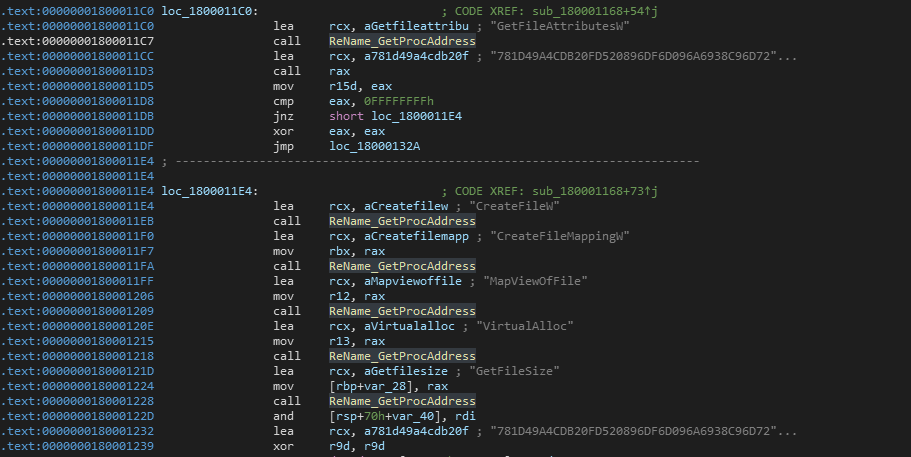 .text:00000001800011C0 loc_1800011C0: ; CODE XREF: sub_180001168+54↑j
.text:00000001800011C0 lea rcx, aGetfileattribu ; "GetFileAttributesW"
.text:00000001800011C7 call ReName_GetProcAddress
.text:00000001800011CC lea rcx, a781d49a4cdb20f ; "781D49A4CDB20FD520896DF6D096A6938C96D72"...
.text:00000001800011D3 call rax
.text:00000001800011D5 mov r15d, eax
.text:00000001800011D8 cmp eax, 0FFFFFFFFh
.text:00000001800011DB jnz short loc_1800011E4
.text:00000001800011DD xor eax, eax
.text:00000001800011DF jmp loc_18000132A
.text:00000001800011E4 ; ---------------------------------------------------------------------------
.text:00000001800011E4
.text:00000001800011E4 loc_1800011E4: ; CODE XREF: sub_180001168+73↑j
.text:00000001800011E4 lea rcx, aCreatefilew ; "CreateFileW"
.text:00000001800011EB call ReName_GetProcAddress
.text:00000001800011F0 lea rcx, aCreatefilemapp ; "CreateFileMappingW"
.text:00000001800011F7 mov rbx, rax
.text:00000001800011FA call ReName_GetProcAddress
.text:00000001800011FF lea rcx, aMapviewoffile ; "MapViewOfFile"
.text:0000000180001206 mov r12, rax
.text:0000000180001209 call ReName_GetProcAddress
.text:000000018000120E lea rcx, aVirtualalloc ; "VirtualAlloc"
.text:0000000180001215 mov r13, rax
.text:0000000180001218 call ReName_GetProcAddress
.text:000000018000121D lea rcx, aGetfilesize ; "GetFileSize"
.text:0000000180001224 mov [rbp+var_28], rax
.text:0000000180001228 call ReName_GetProcAddress
.text:000000018000122D and [rsp+70h+var_40], rdi
.text:0000000180001232 lea rcx, a781d49a4cdb20f ; "781D49A4CDB20FD520896DF6D096A6938C96D72"...
.text:0000000180001239 xor r9d, r9d